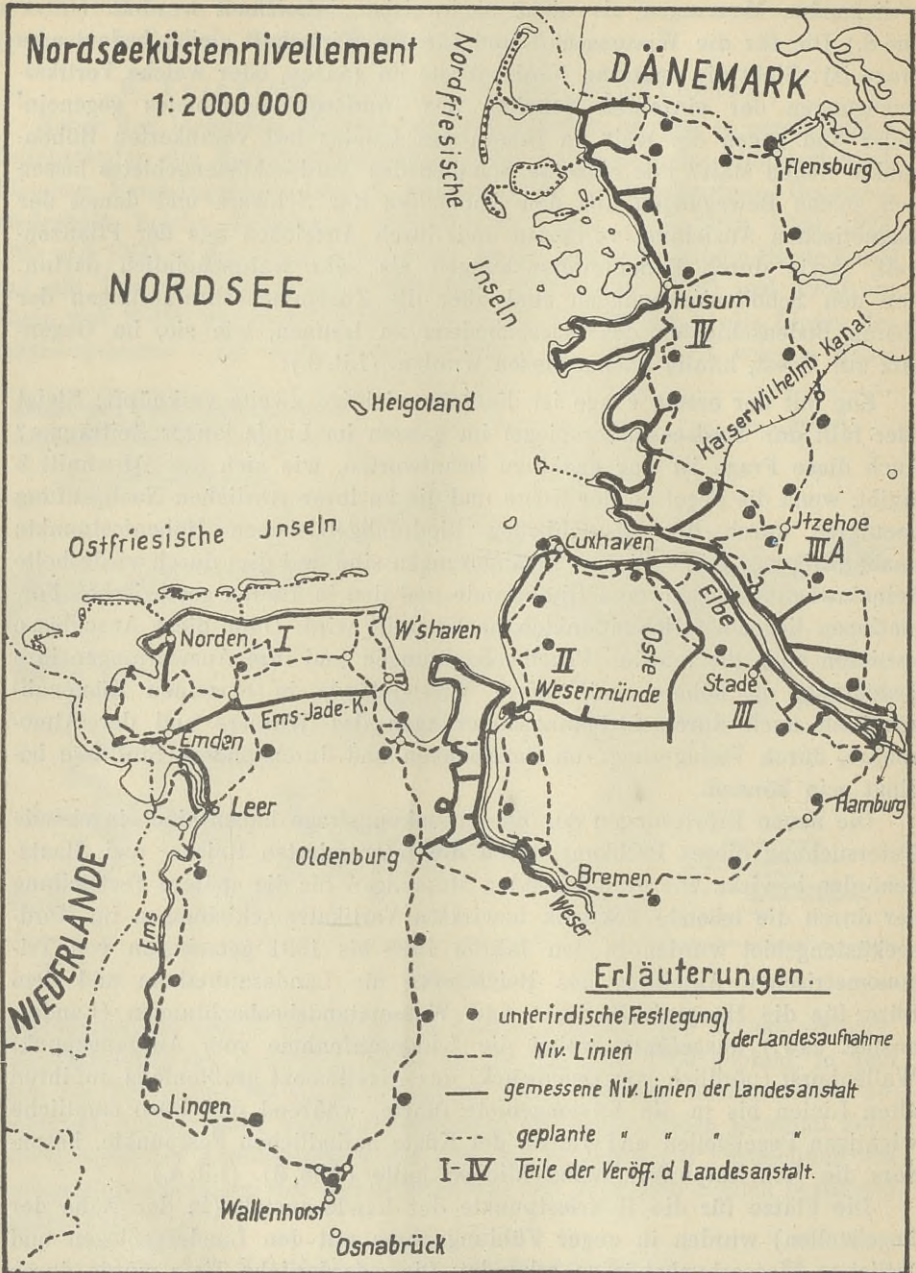 Nordseeküstennivellement
1:2000000
DÄNEMARK
Nordfriesische
Jnseln
Flensburg
NORDSEE
Husum
IV
Helgoland
Kaiser Wilhelm-Kanal
Jtzehoe
III A
Ostfriesische Jnseln
Cuxhaven
Elbe
Oste
Norden
I
W'shaven
II
Wesermünde
Stade
III
Ems-Jade-K.
Emden
Leer
Hamburg
Oldenburg
Bremen
Weser
NIEDERLANDE
Ems
Lingen
Wallenhorst
Osnabrück
Erläuterungen
unterirdische Festlegung } der Landesaufnahme
Niv. Linien
gemessene Niv. Linien der Landesanstalt
geplante " " " "
I-IV Teile der Veröff. d Landesanstalt.